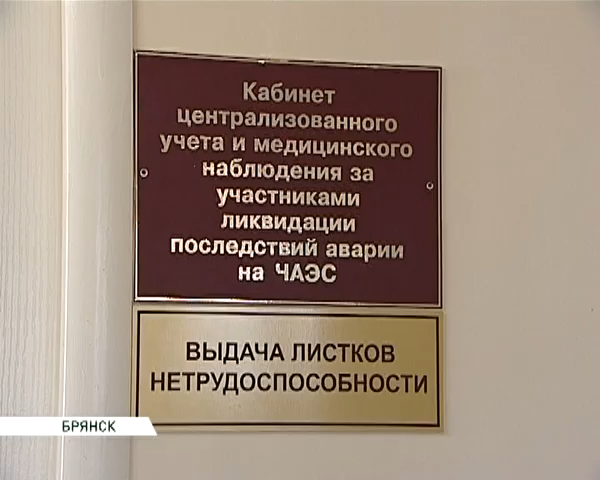 Кабинет
централизованного
учета и медицинского
наблюдения за
участниками
ликвидации
последствий аварии
на ЧАЭС
ВЫДАЧА ЛИСТКОВ
НЕТРУДОСПОСОБНОСТИ
БРЯНСК